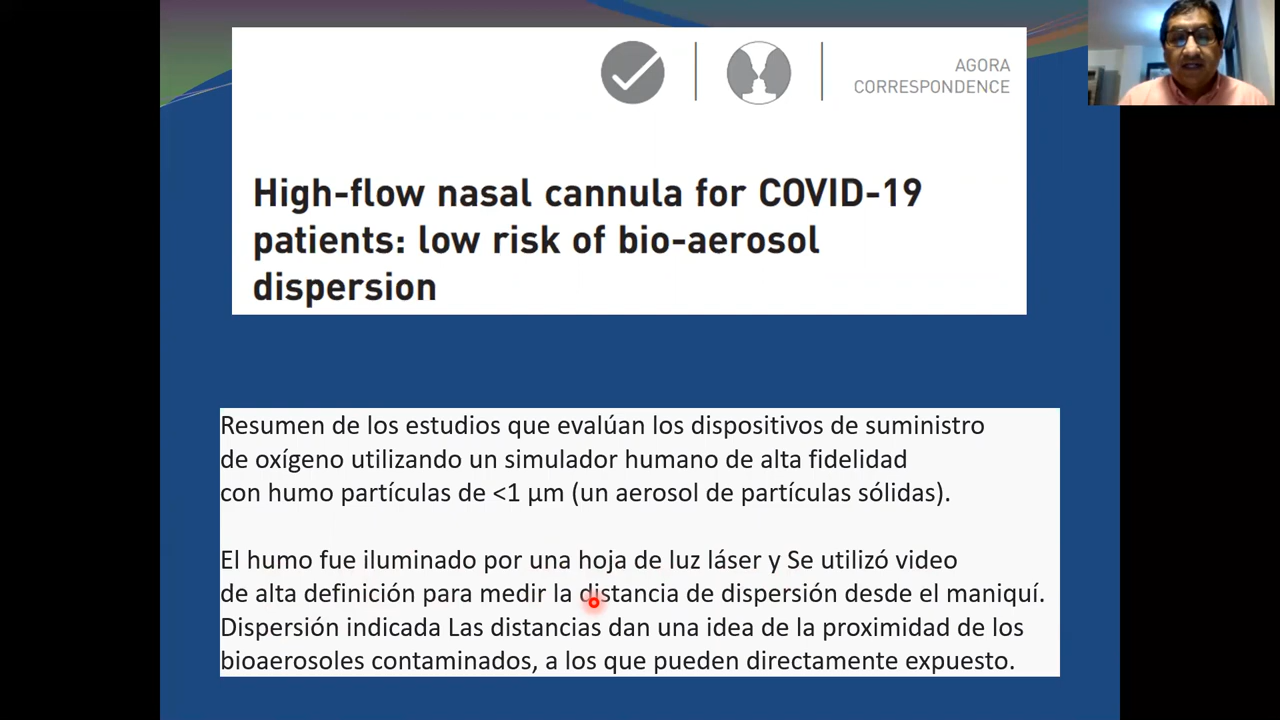 AGORA
CORRESPONDENCE
High-flow nasal cannula for COVID-19
patients: low risk of bio-aerosol
dispersion
Resumen de los estudios que evalúan los dispositivos de suministro
de oxígeno utilizando un simulador humano de alta fidelidad
con humo partículas de <1 µm (un aerosol de partículas sólidas).
El humo fue iluminado por una hoja de luz láser y Se utilizó video
de alta definición para medir la distancia de dispersión desde el maniquí.
Dispersión indicada Las distancias dan una idea de la proximidad de los
bioaerosoles contaminados, a los que pueden directamente expuesto.